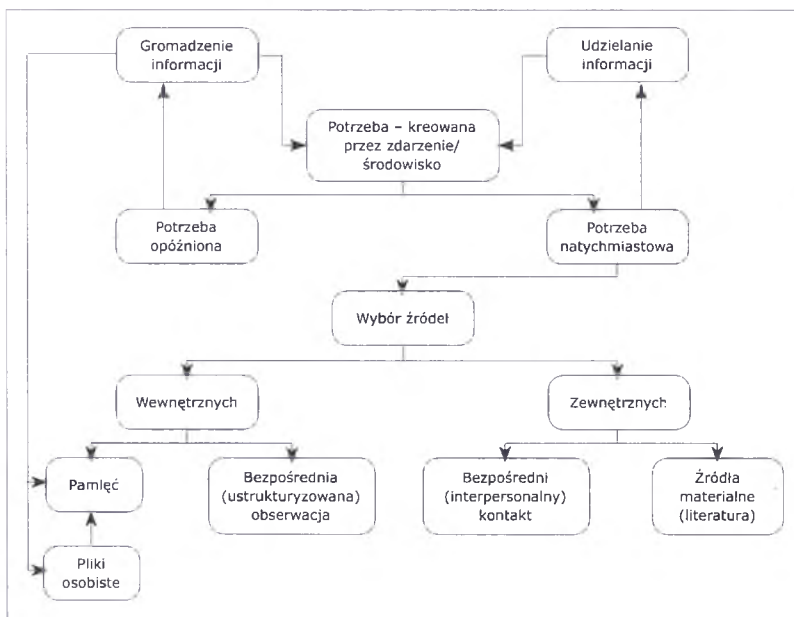 Gromadzenie
informacji
Udzielanie
informacji
Potrzeba – kreowana
przez zdarzenie/
środowisko
Potrzeba
opóźniona
Potrzeba
natychmiastowa
Wybór źródeł
Wewnętrznych
Zewnętrznych
Pamięć
Bezpośrednia
(ustrukturyzowana)
obserwacja
Bezpośredni
(interpersonalny)
kontakt
Źródła
materialne
(literatura)
Pliki
osobiste